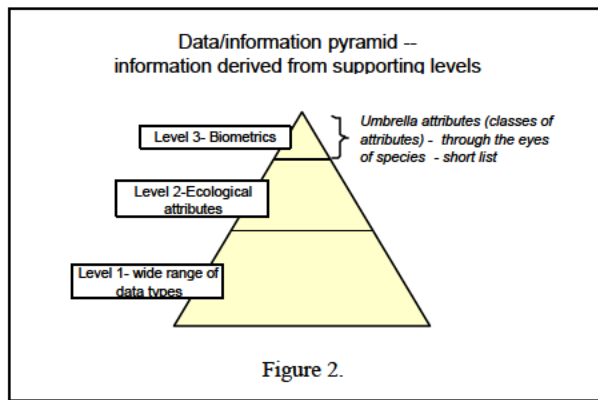 Data/information pyramid --
information derived from supporting levels
Level 3- Biometrics
Umbrella attributes (classes of
attributes) - through the eyes
of species - short list
Level 2-Ecological
attributes
Level 1- wide range of
data types
Figure 2.